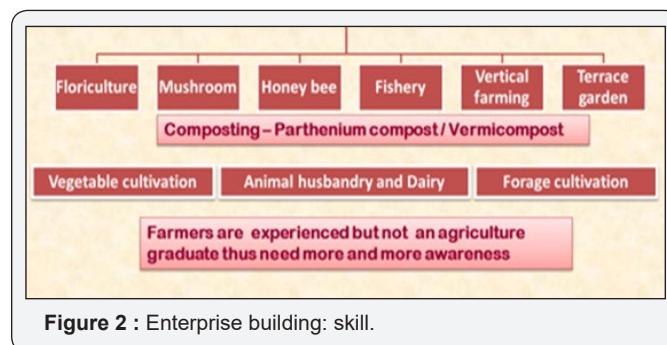 Floriculture Mushroom Honey bee Fishery Vertical farming Terrace garden
Composting – Parthenium compost / Vermicompost
Vegetable cultivation Animal husbandry and Dairy Forage cultivation
Farmers are experienced but not an agriculture
graduate thus need more and more awareness
Figure 2 : Enterprise building: skill.